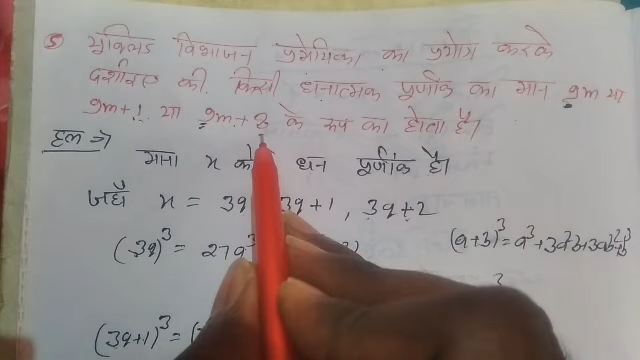 5 यूक्लिड विभाजन प्रमेयिका का प्रयोग करके
दर्शाइए की किसी धनात्मक पूर्णांक का मान 9m या
9m+1 या 9m+8 के रूप का होता है।
हल ⇒
माना x को धन पूर्णांक है।
जहाँ x = 3q 3q+1, 3q+2
(3q)³ = 27q³
(a+b)³ = a³+3a²b+3ab²+b³
(3q+1)³ =